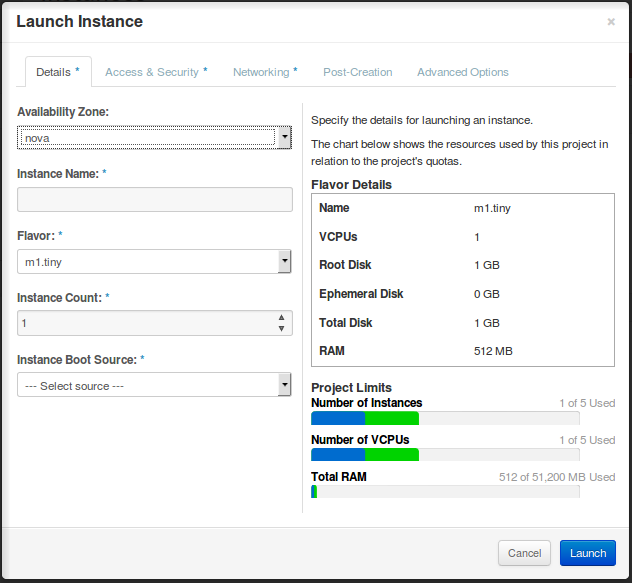 Launch Instance ×
Details * Access & Security * Networking * Post-Creation Advanced Options
Availability Zone:
nova
Instance Name: *
Flavor: *
m1.tiny
Instance Count: *
1
Instance Boot Source: *
--- Select source ---
Specify the details for launching an instance.
The chart below shows the resources used by this project in
relation to the project's quotas.
Flavor Details
Name m1.tiny
VCPUs 1
Root Disk 1 GB
Ephemeral Disk 0 GB
Total Disk 1 GB
RAM 512 MB
Project Limits
Number of Instances 1 of 5 Used
Number of VCPUs 1 of 5 Used
Total RAM 512 of 51,200 MB Used
Cancel Launch